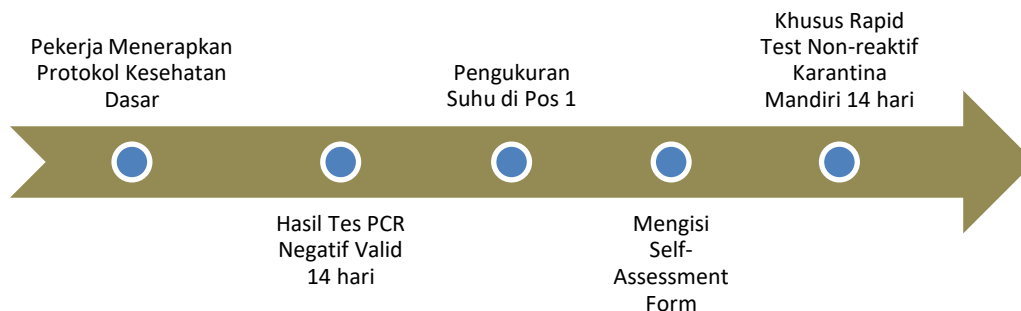 Pekerja Menerapkan
Protokol Kesehatan
Dasar
Hasil Tes PCR
Negatif Valid
14 hari
Pengukuran
Suhu di Pos 1
Mengisi
Self-
Assessment
Form
Khusus Rapid
Test Non-reaktif
Karantina
Mandiri 14 hari